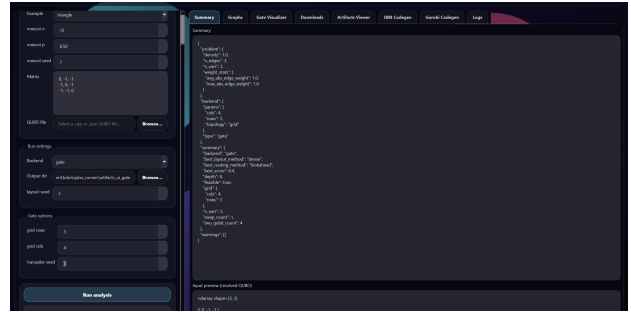 Example
triangle
maxcut n
12
maxcut p
0.50
maxcut seed
7
Matrix
0, -1, -1
-1, 0, -1
-1, -1, 0
QUBO file
Select a .npy or .json QUBO file...
Browse...
Run settings
Backend
gate
Output dir
Browse...
layout seed
Gate options
grid rows
3
grid cols
4
transpiler seed
Run analysis
Summary
Graphs
Gate Visualizer
Downloads
Artifacts Viewer
IBM Codegen
Gurobi Codegen
Logs
Summary
{
"problem": {
"density": 1.0,
"n_edges": 3,
"n_vars": 3,
"weight_stats": {
"avg_abs_edge_weight": 1.0,
"max_abs_edge_weight": 1.0
}
},
"backend": {
"params": {
"cols": 4,
"rows": 3,
"topology": "grid"
},
"type": "gate"
},
"summary": {
"backend": "gate",
"best_layout_method": "dense",
"best_routing_method": "lookahead",
"best_score": 6.4,
"depth": 8,
"feasible": true,
"grid": {
"cols": 4,
"rows": 3
},
"n_vars": 3,
"swap_count": 1,
"two_qubit_count": 4
},
"warnings": []
}
Input preview (resolved QUBO)
ndarray shape=(3, 3)